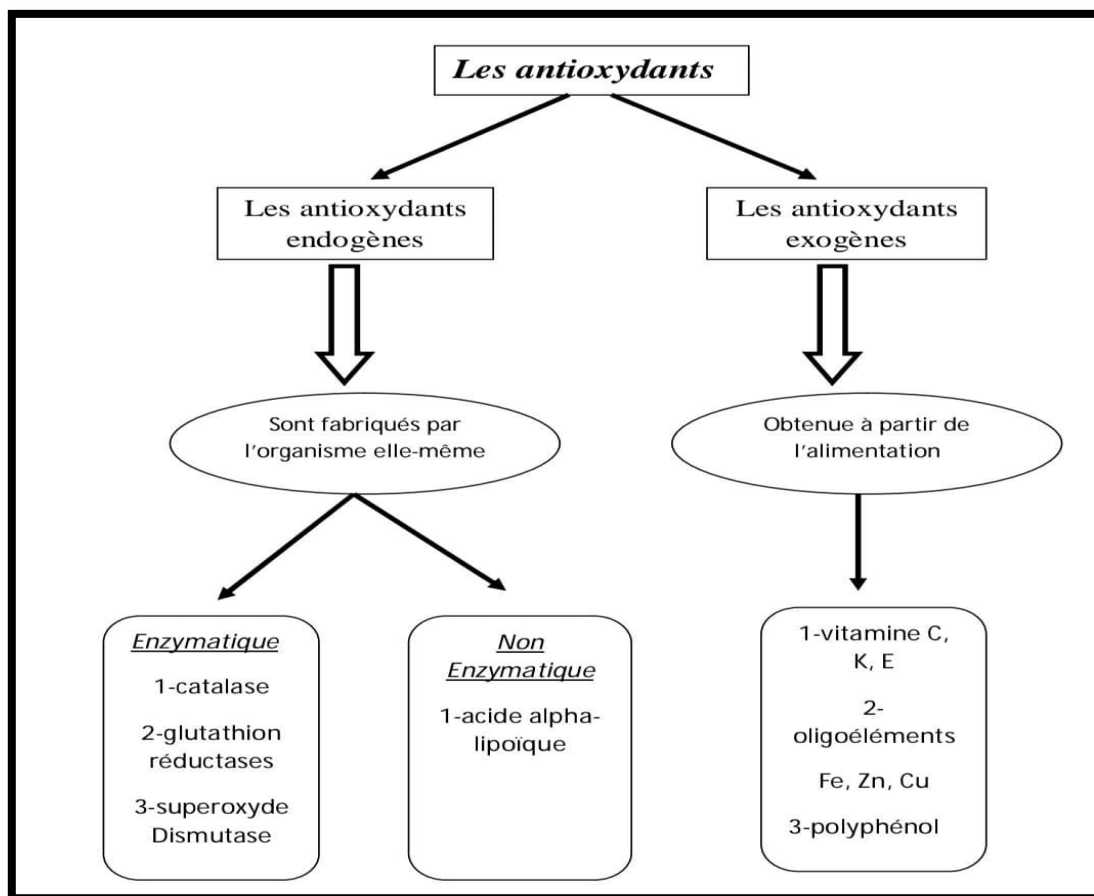 Les antioxydants
Les antioxydants
endogènes
Les antioxydants
exogènes
Sont fabriqués par
l'organisme elle-même
Obtenue à partir de
l'alimentation
Enzymatique
1-catalase
2-glutathion
réductases
3-superoxyde
Dismutase
Non
Enzymatique
1-acide alpha-
lipoïque
1-vitamine C,
K, E
2-
oligoéléments
Fe, Zn, Cu
3-polyphénol